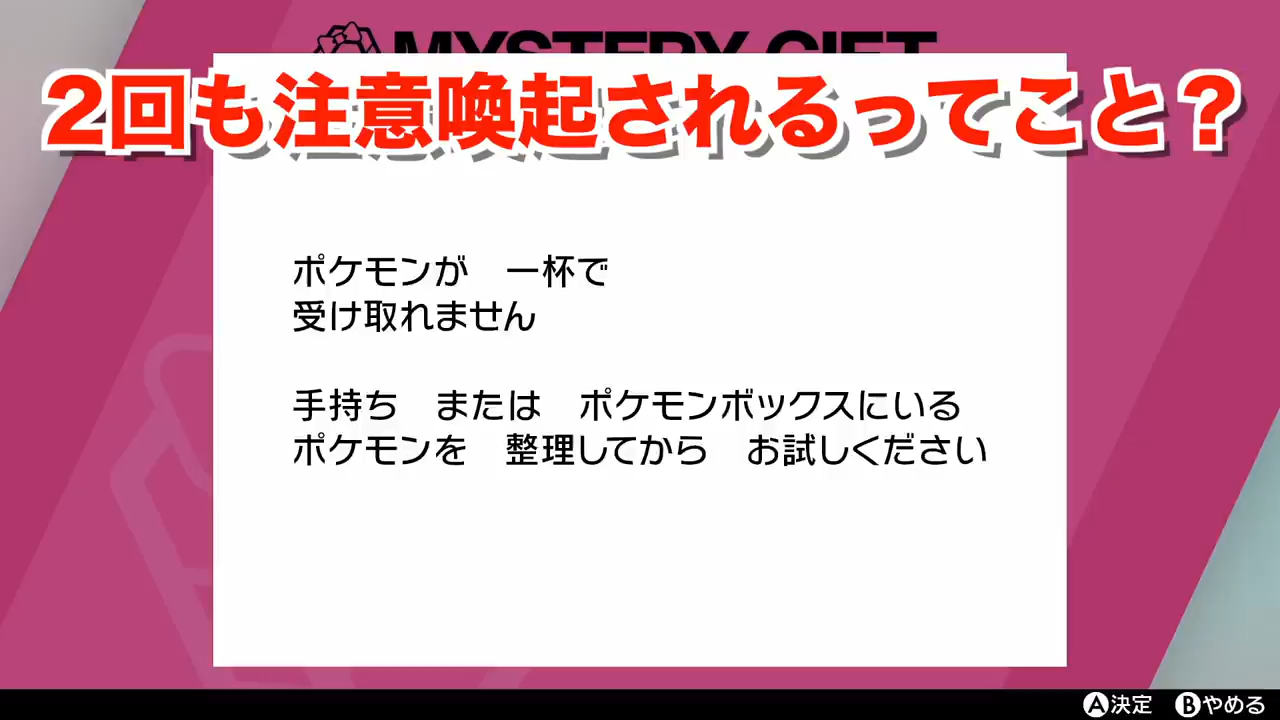 MYSTERY GIFT
2回も注意喚起されるってこと?
ポケモンが　一杯で
受け取れません
手持ち　または　ポケモンボックスにいる
ポケモンを　整理してから　お試しください
A決定　Bやめる